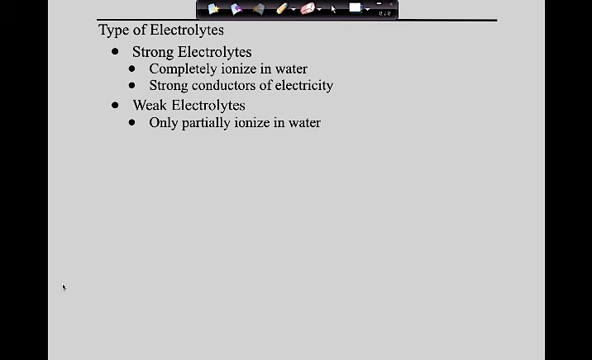 Type of Electrolytes
● Strong Electrolytes
● Completely ionize in water
● Strong conductors of electricity
● Weak Electrolytes
● Only partially ionize in water